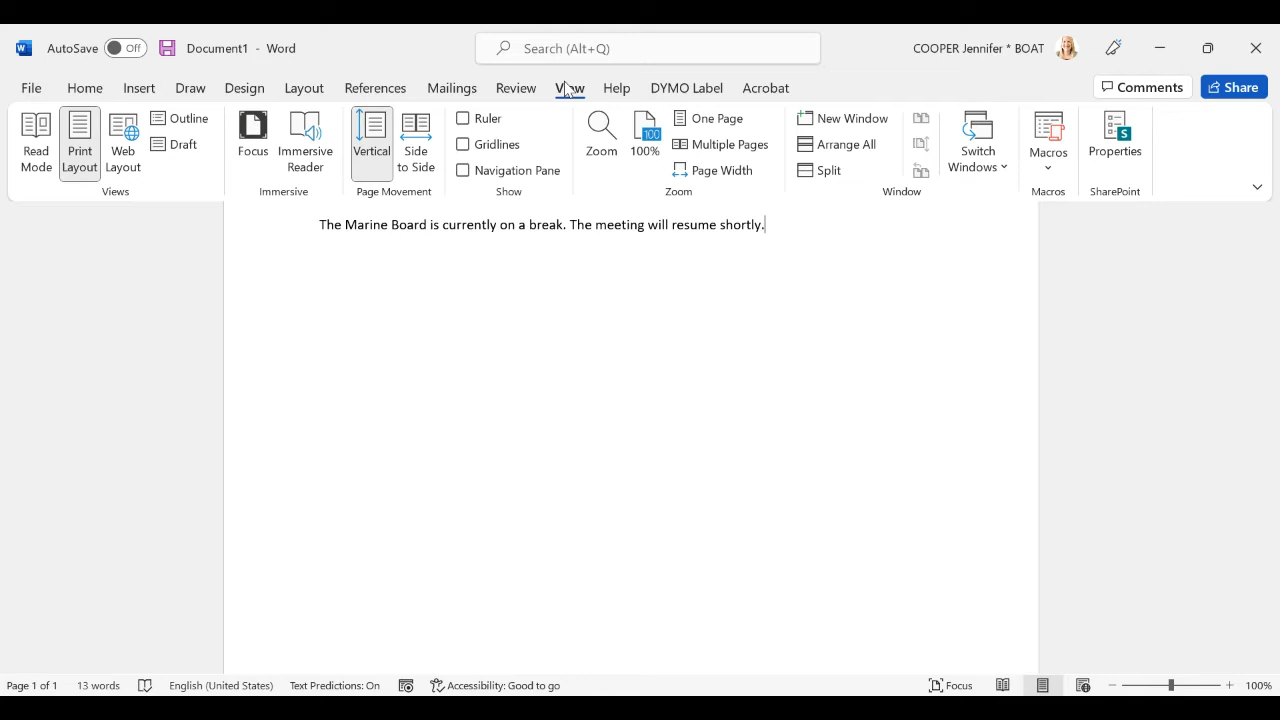 AutoSave Off Document1 - Word Search (Alt+Q) COOPER Jennifer * BOAT
File Home Insert Draw Design Layout References Mailings Review View Help DYMO Label Acrobat Comments Share
Read Mode
Print Layout
Web Layout
Outline
Draft
Views
Focus
Immersive Reader
Immersive
Vertical
Side to Side
Page Movement
Ruler
Gridlines
Navigation Pane
Show
Zoom
100
100%
One Page
Multiple Pages
Page Width
Zoom
New Window
Arrange All
Split
Switch Windows
Window
Macros
Macros
S
Properties
SharePoint
The Marine Board is currently on a break. The meeting will resume shortly.
Page 1 of 1 13 words English (United States) Text Predictions: On Accessibility: Good to go Focus 100%